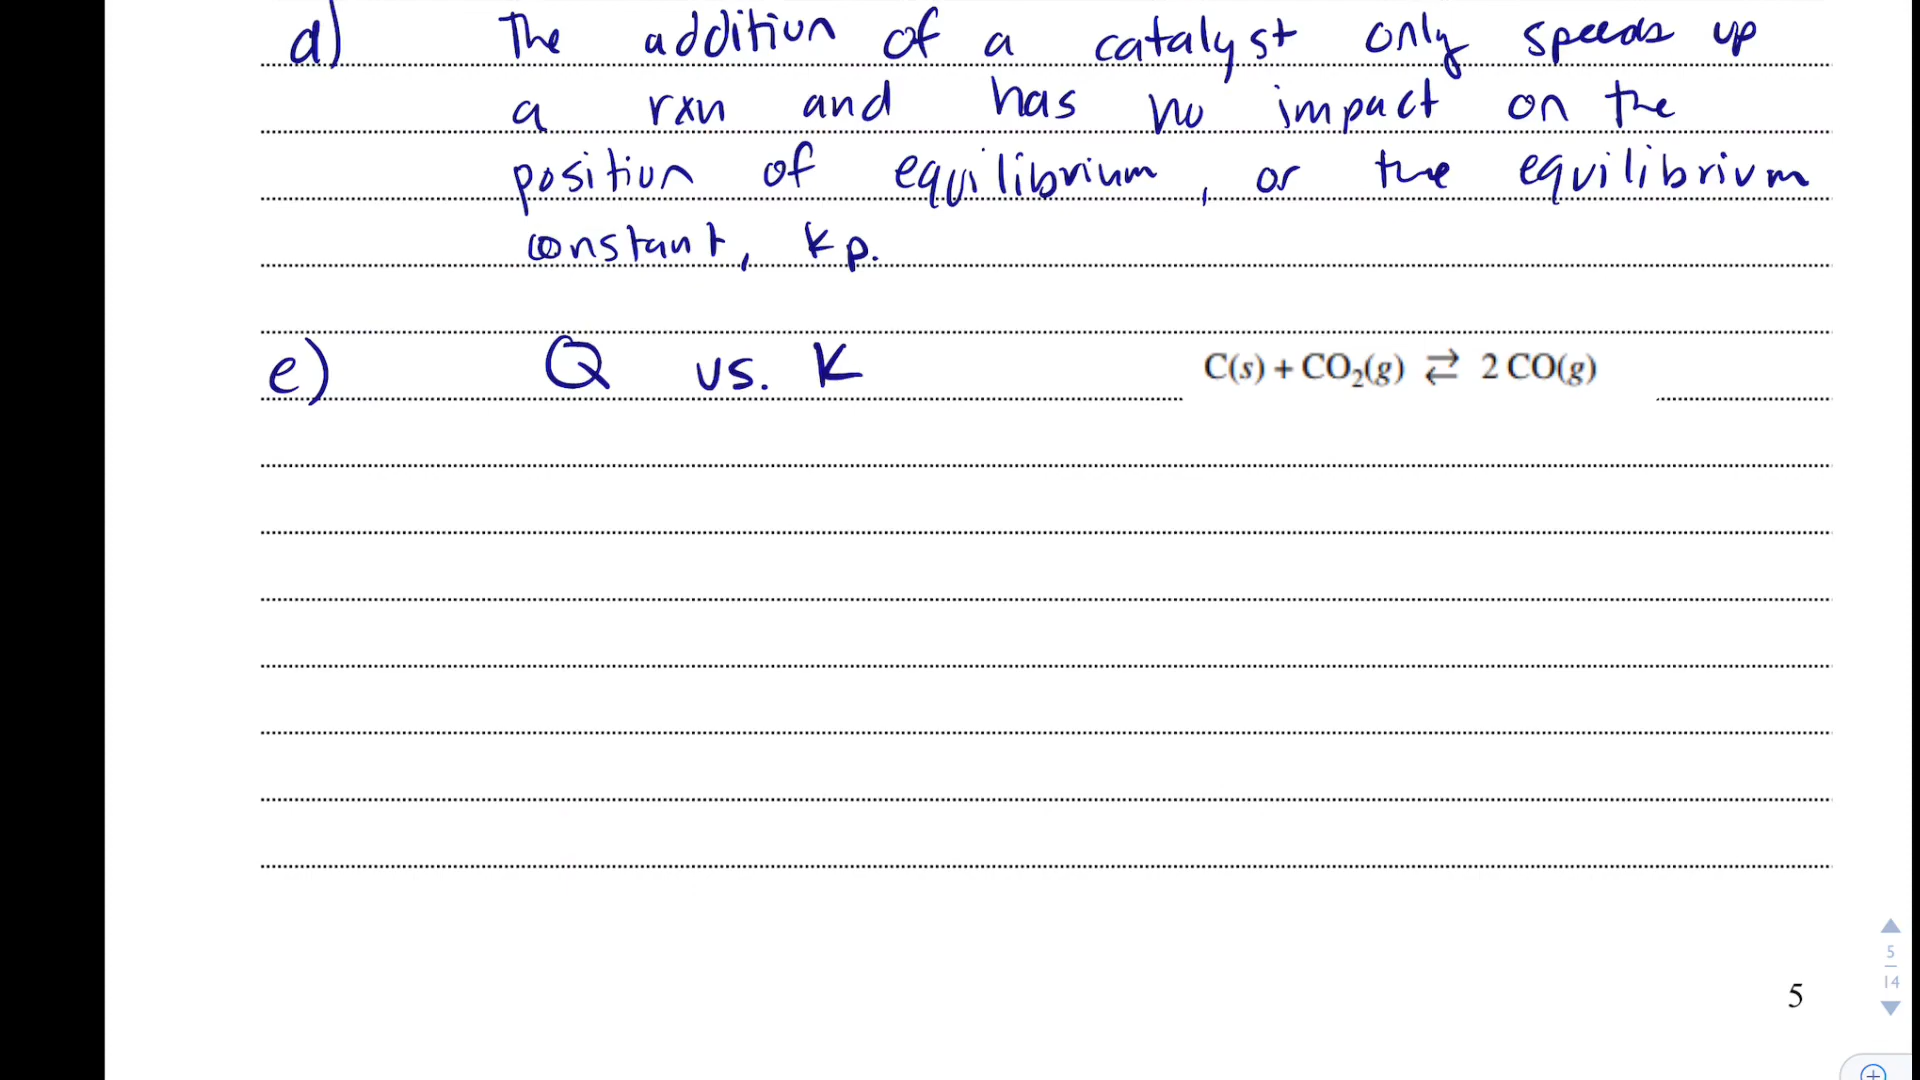 d) The addition of a catalyst only speeds up
a rxn and has no impact on the
position of equilibrium, or the equilibrium
constant, Kp.
e) Q vs. K C(s) + CO₂(g) ⇄ 2 CO(g)
5
14
5